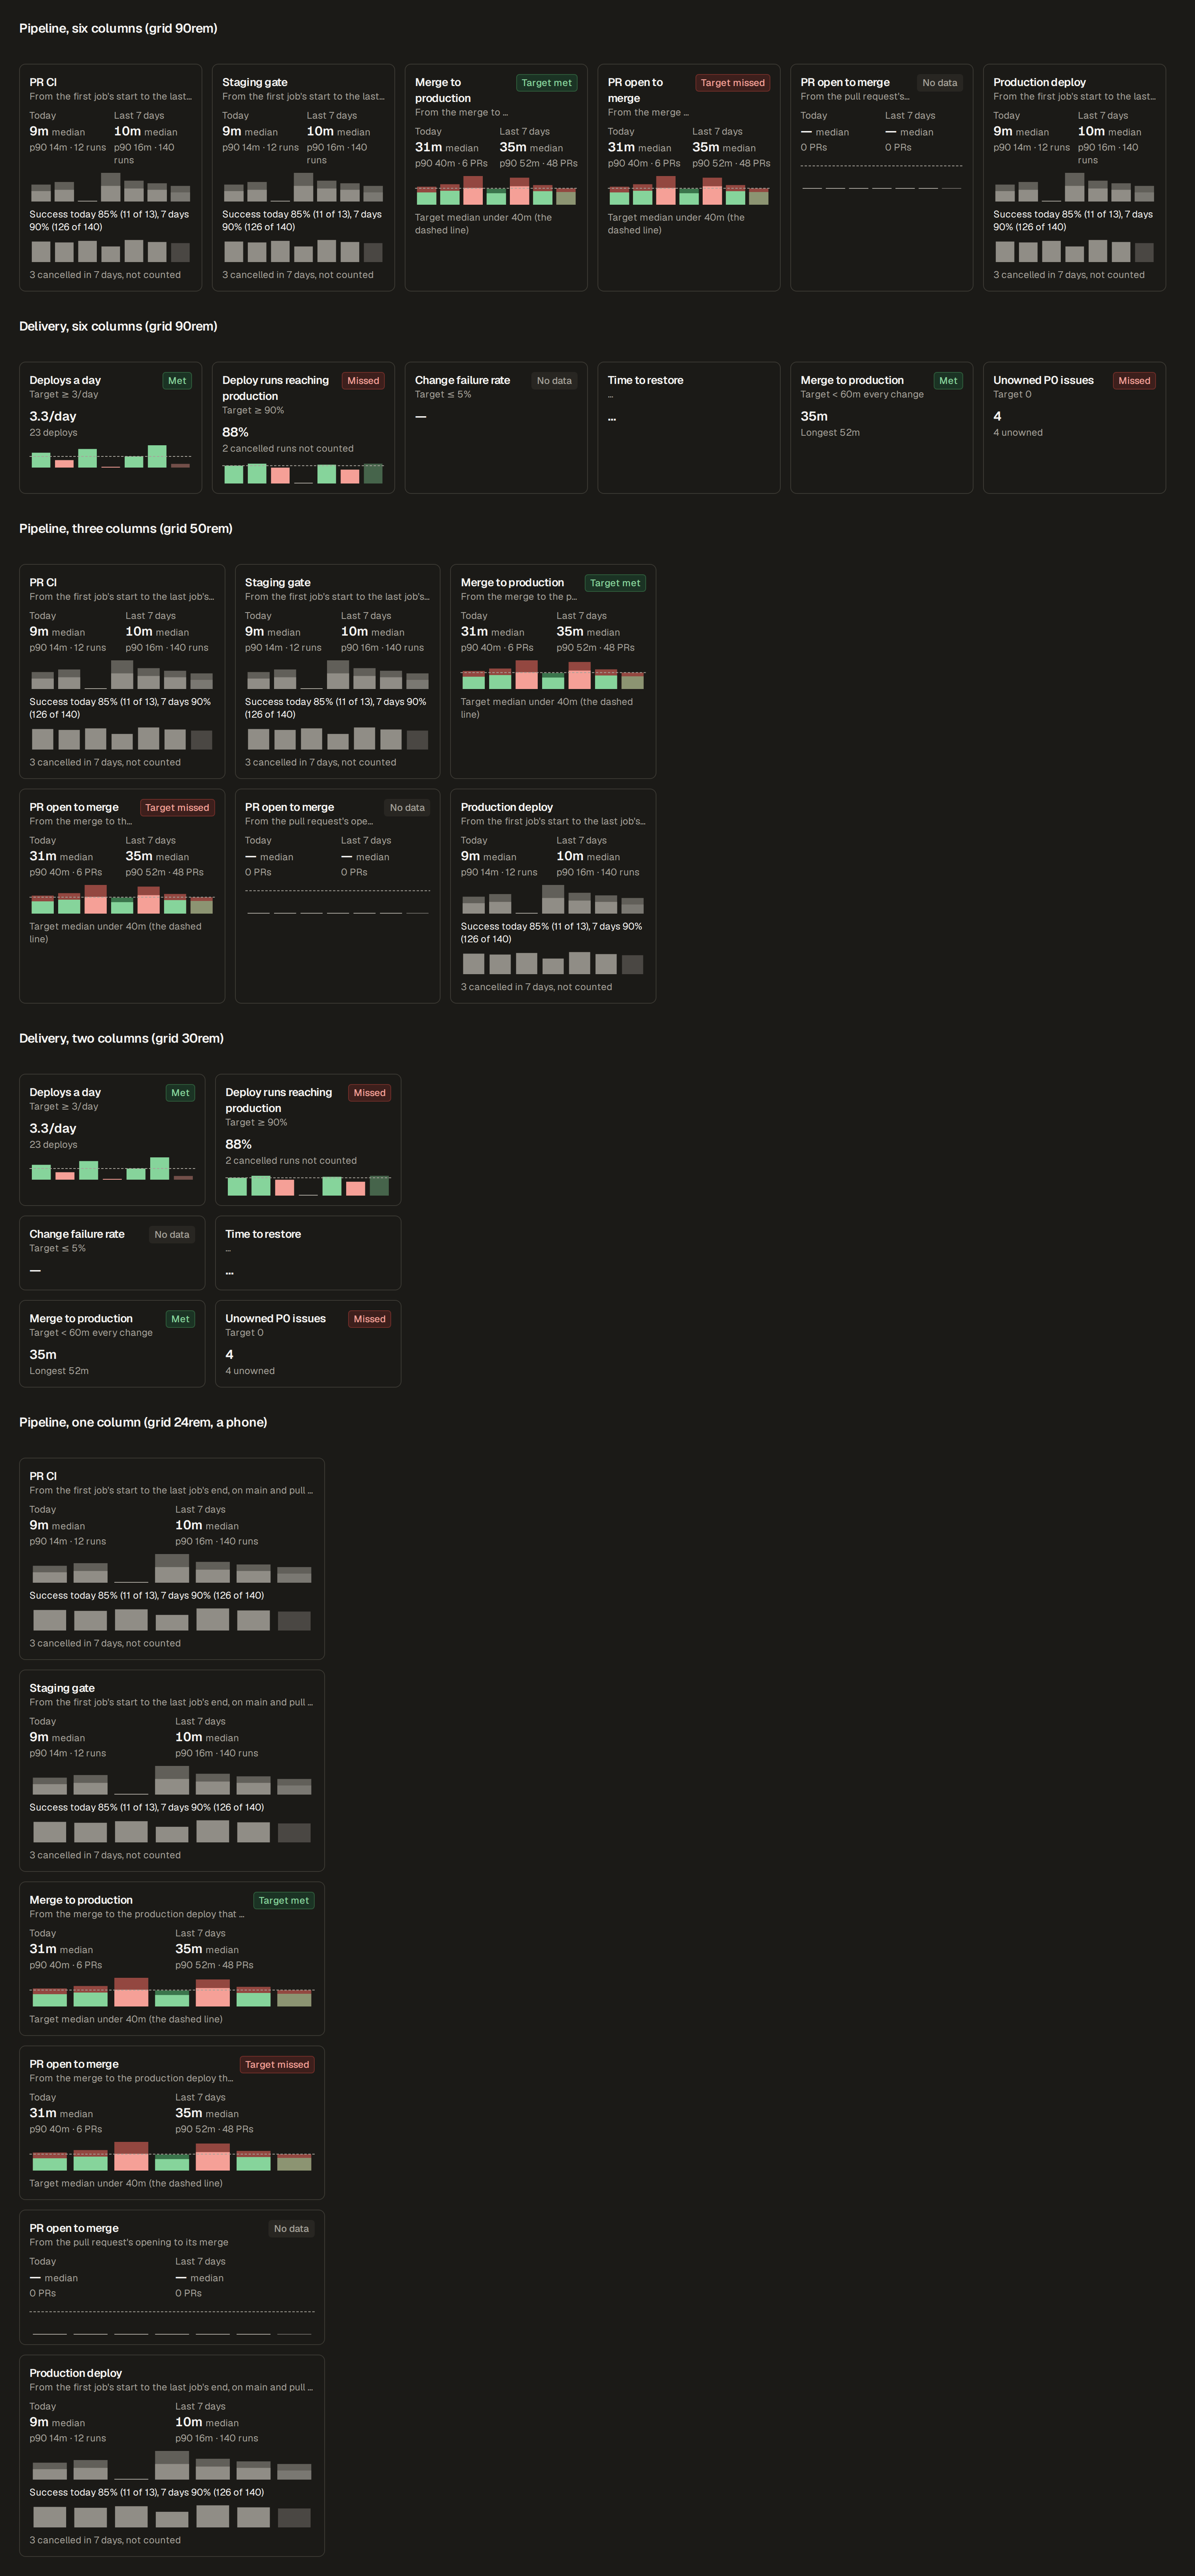 Pipeline, six columns (grid 90rem)
PR CI
From the first job's start to the last...
Today Last 7 days
9m median 10m median
p90 14m · 12 runs p90 16m · 140 runs
Success today 85% (11 of 13), 7 days
90% (126 of 140)
3 cancelled in 7 days, not counted
Staging gate
From the first job's start to the last...
Today Last 7 days
9m median 10m median
p90 14m · 12 runs p90 16m · 140 runs
Success today 85% (11 of 13), 7 days
90% (126 of 140)
3 cancelled in 7 days, not counted
Merge to
production
Target met
From the merge to ...
Today Last 7 days
31m median 35m median
p90 40m · 6 PRs p90 52m · 48 PRs
Target median under 40m (the
dashed line)
PR open to
merge
Target missed
From the merge ...
Today Last 7 days
31m median 35m median
p90 40m · 6 PRs p90 52m · 48 PRs
Target median under 40m (the
dashed line)
PR open to merge No data
From the pull request's...
Today Last 7 days
— median — median
0 PRs 0 PRs
Production deploy
From the first job's start to the last...
Today Last 7 days
9m median 10m median
p90 14m · 12 runs p90 16m · 140 runs
Success today 85% (11 of 13), 7 days
90% (126 of 140)
3 cancelled in 7 days, not counted
Delivery, six columns (grid 90rem)
Deploys a day Met
Target ≥ 3/day
3.3/day
23 deploys
Deploy runs reaching
production
Missed
Target ≥ 90%
88%
2 cancelled runs not counted
Change failure rate No data
Target ≤ 5%
—
Time to restore
...
...
Merge to production Met
Target < 60m every change
35m
Longest 52m
Unowned P0 issues Missed
Target 0
4
4 unowned
Pipeline, three columns (grid 50rem)
PR CI
From the first job's start to the last job's...
Today Last 7 days
9m median 10m median
p90 14m · 12 runs p90 16m · 140 runs
Success today 85% (11 of 13), 7 days 90%
(126 of 140)
3 cancelled in 7 days, not counted
Staging gate
From the first job's start to the last job's...
Today Last 7 days
9m median 10m median
p90 14m · 12 runs p90 16m · 140 runs
Success today 85% (11 of 13), 7 days 90%
(126 of 140)
3 cancelled in 7 days, not counted
Merge to production Target met
From the merge to the p...
Today Last 7 days
31m median 35m median
p90 40m · 6 PRs p90 52m · 48 PRs
Target median under 40m (the dashed
line)
PR open to merge Target missed
From the merge to th...
Today Last 7 days
31m median 35m median
p90 40m · 6 PRs p90 52m · 48 PRs
Target median under 40m (the dashed
line)
PR open to merge No data
From the pull request's ope...
Today Last 7 days
— median — median
0 PRs 0 PRs
Production deploy
From the first job's start to the last job's...
Today Last 7 days
9m median 10m median
p90 14m · 12 runs p90 16m · 140 runs
Success today 85% (11 of 13), 7 days 90%
(126 of 140)
3 cancelled in 7 days, not counted
Delivery, two columns (grid 30rem)
Deploys a day Met
Target ≥ 3/day
3.3/day
23 deploys
Deploy runs reaching
production
Missed
Target ≥ 90%
88%
2 cancelled runs not counted
Change failure rate No data
Target ≤ 5%
—
Time to restore
...
...
Merge to production Met
Target < 60m every change
35m
Longest 52m
Unowned P0 issues Missed
Target 0
4
4 unowned
Pipeline, one column (grid 24rem, a phone)
PR CI
From the first job's start to the last job's end, on main and pull ...
Today Last 7 days
9m median 10m median
p90 14m · 12 runs p90 16m · 140 runs
Success today 85% (11 of 13), 7 days 90% (126 of 140)
3 cancelled in 7 days, not counted
Staging gate
From the first job's start to the last job's end, on main and pull ...
Today Last 7 days
9m median 10m median
p90 14m · 12 runs p90 16m · 140 runs
Success today 85% (11 of 13), 7 days 90% (126 of 140)
3 cancelled in 7 days, not counted
Merge to production Target met
From the merge to the production deploy that ...
Today Last 7 days
31m median 35m median
p90 40m · 6 PRs p90 52m · 48 PRs
Target median under 40m (the dashed line)
PR open to merge Target missed
From the merge to the production deploy th...
Today Last 7 days
31m median 35m median
p90 40m · 6 PRs p90 52m · 48 PRs
Target median under 40m (the dashed line)
PR open to merge No data
From the pull request's opening to its merge
Today Last 7 days
— median — median
0 PRs 0 PRs
Production deploy
From the first job's start to the last job's end, on main and pull ...
Today Last 7 days
9m median 10m median
p90 14m · 12 runs p90 16m · 140 runs
Success today 85% (11 of 13), 7 days 90% (126 of 140)
3 cancelled in 7 days, not counted